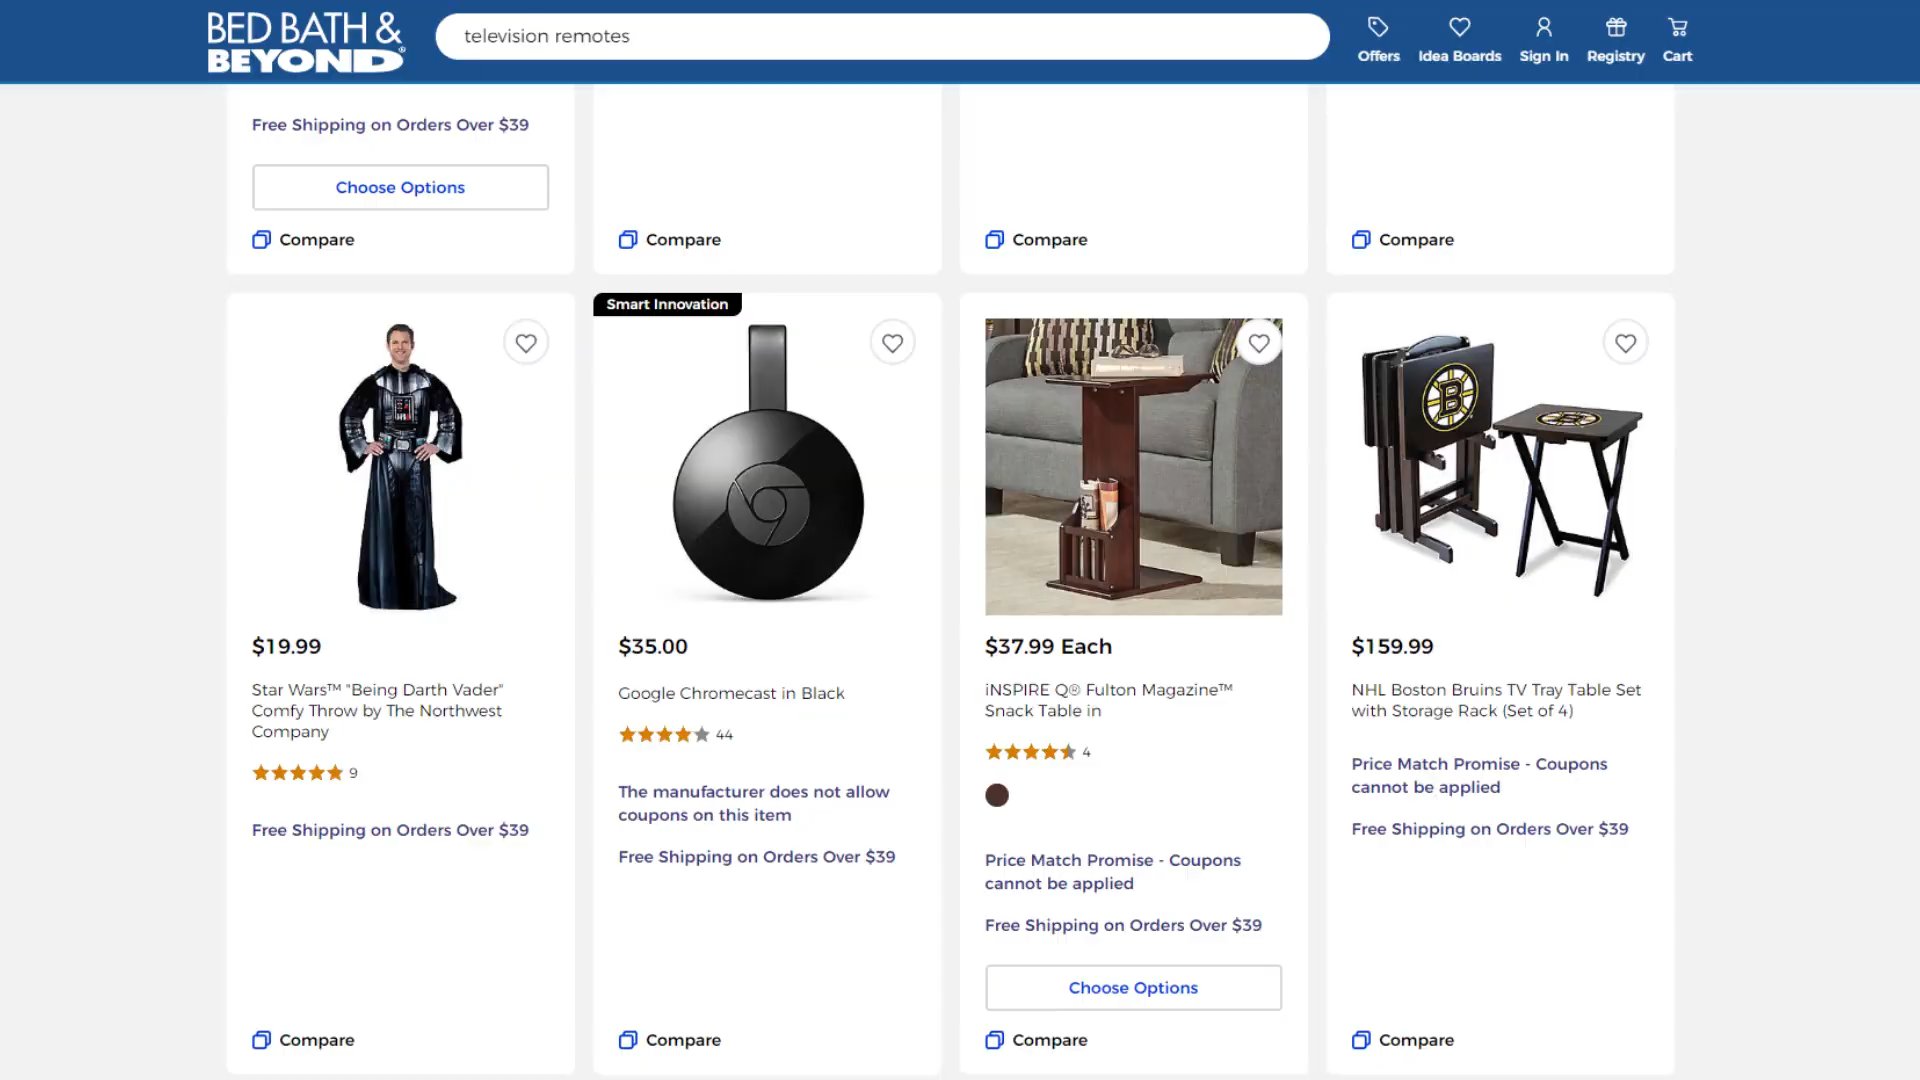 BED BATH &
BEYOND®
television remotes
Offers
Idea Boards
Sign In
Registry
Cart
Free Shipping on Orders Over $39
Choose Options
Compare
Compare
Compare
Compare
Smart Innovation
B
$19.99
Star Wars™ "Being Darth Vader"
Comfy Throw by The Northwest
Company
9
Free Shipping on Orders Over $39
Compare
$35.00
Google Chromecast in Black
44
The manufacturer does not allow
coupons on this item
Free Shipping on Orders Over $39
Compare
$37.99 Each
iNSPIRE Q® Fulton Magazine™
Snack Table in
4
Price Match Promise - Coupons
cannot be applied
Free Shipping on Orders Over $39
Choose Options
Compare
$159.99
NHL Boston Bruins TV Tray Table Set
with Storage Rack (Set of 4)
Price Match Promise - Coupons
cannot be applied
Free Shipping on Orders Over $39
Compare